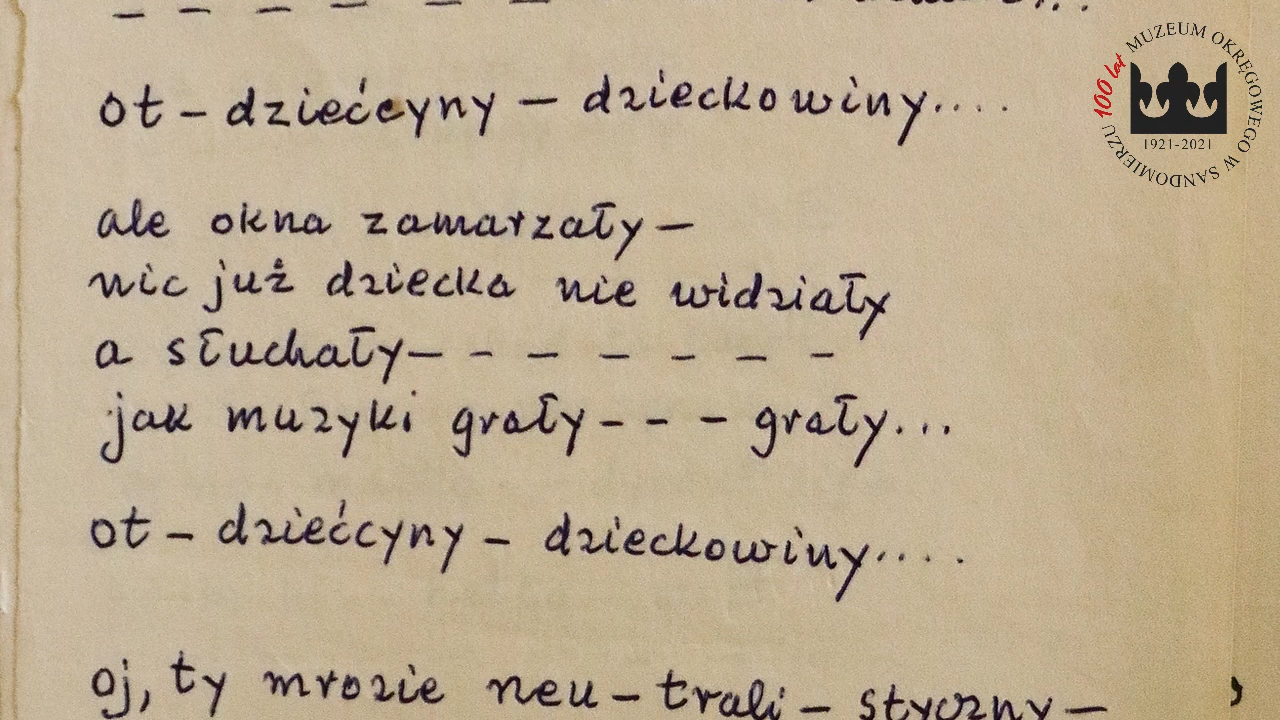 ot – dziećcyny – dzieckowiny....
ale okna zamarzały –
nic już dziecka nie widziały
a słuchały – – – – – – –
jak muzyki grały - - - grały...
ot – dziećcyny – dzieckowiny....
oj, ty mrozie neu – trali – styczny –
100 lat MUZEUM OKRĘGOWEGO W SANDOMIERZU
1921-2021